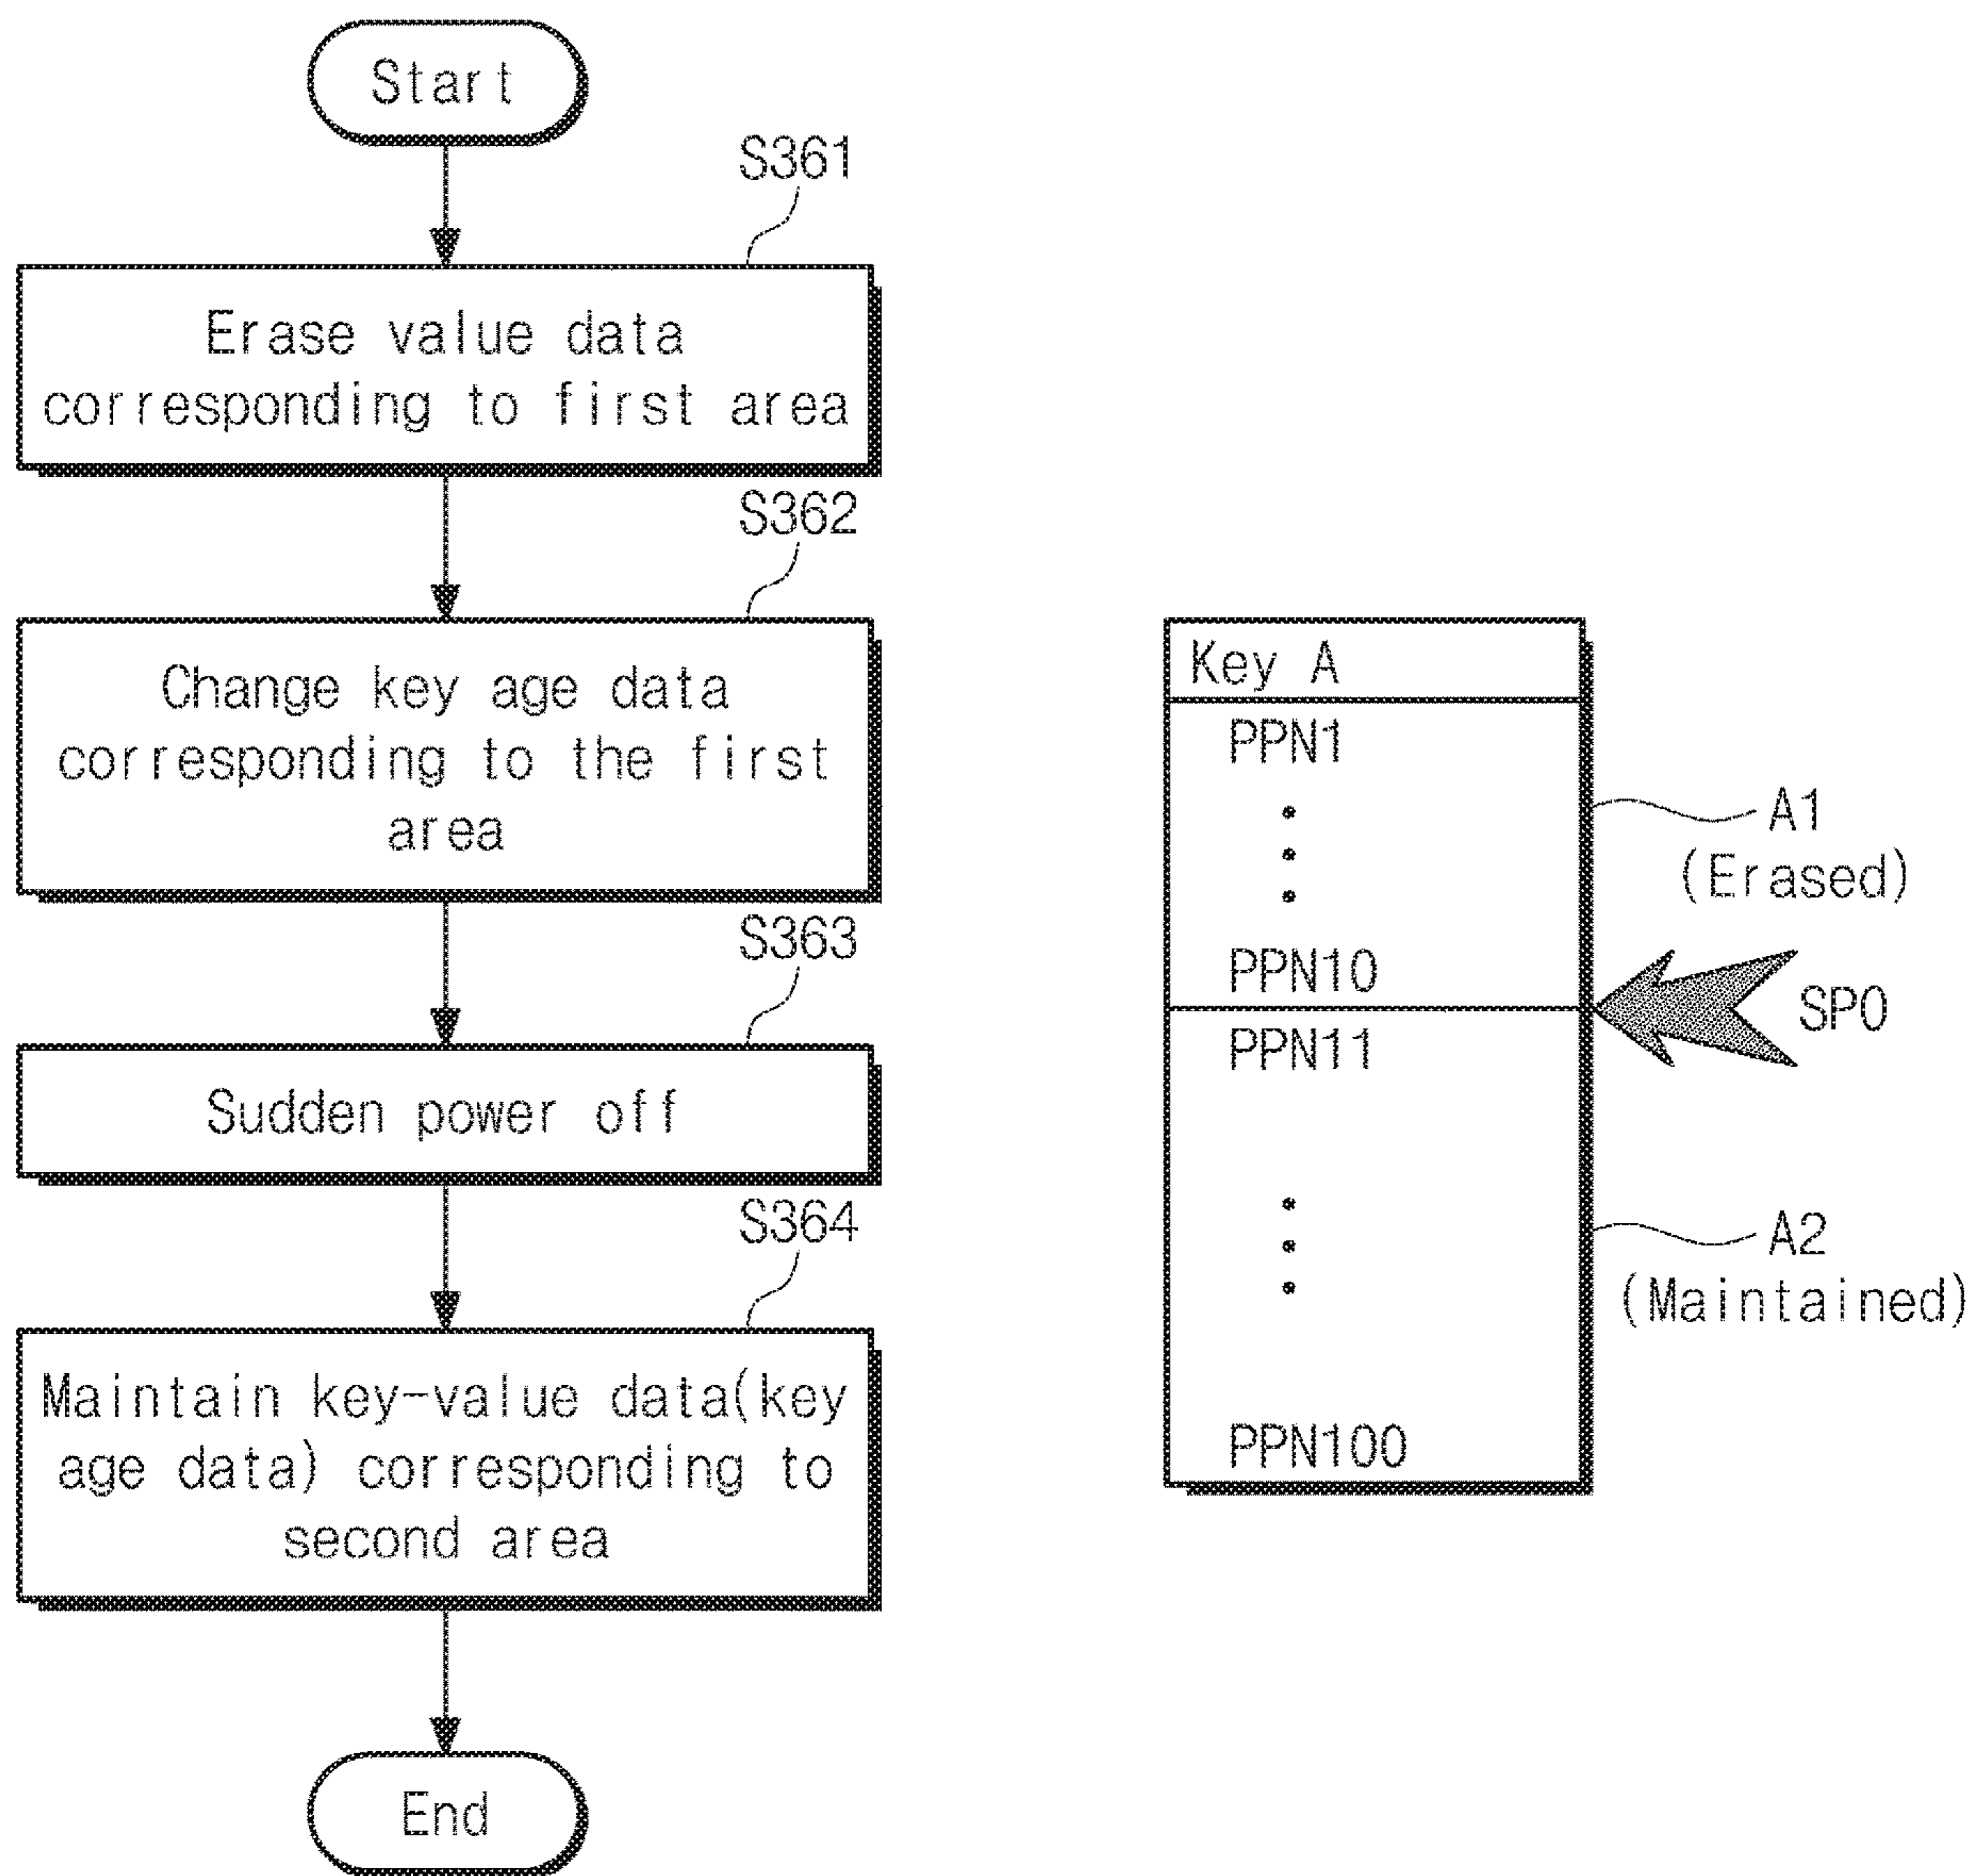 Start
S361
Erase value data
corresponding to first area
S362
Change key age data
corresponding to the first
area
S363
Sudden power off
S364
Maintain key-value data(key
age data) corresponding to
second area
End
Key A
PPN1
PPN10
PPN11
PPN100
A1
(Erased)
SPO
A2
(Maintained)